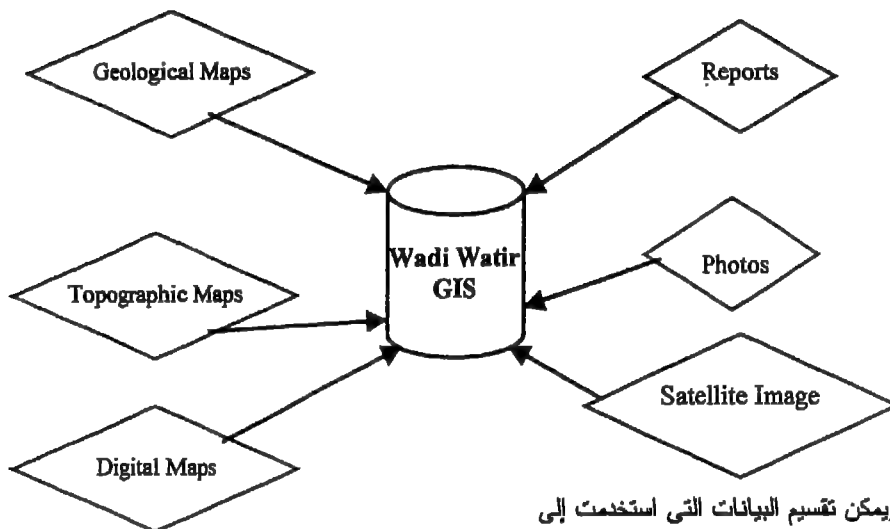 Geological Maps
Reports
Wadi Watir
GIS
Photos
Topographic Maps
Satellite Image
Digital Maps
يمكن تقسيم البيانات التى استخدمت إلى